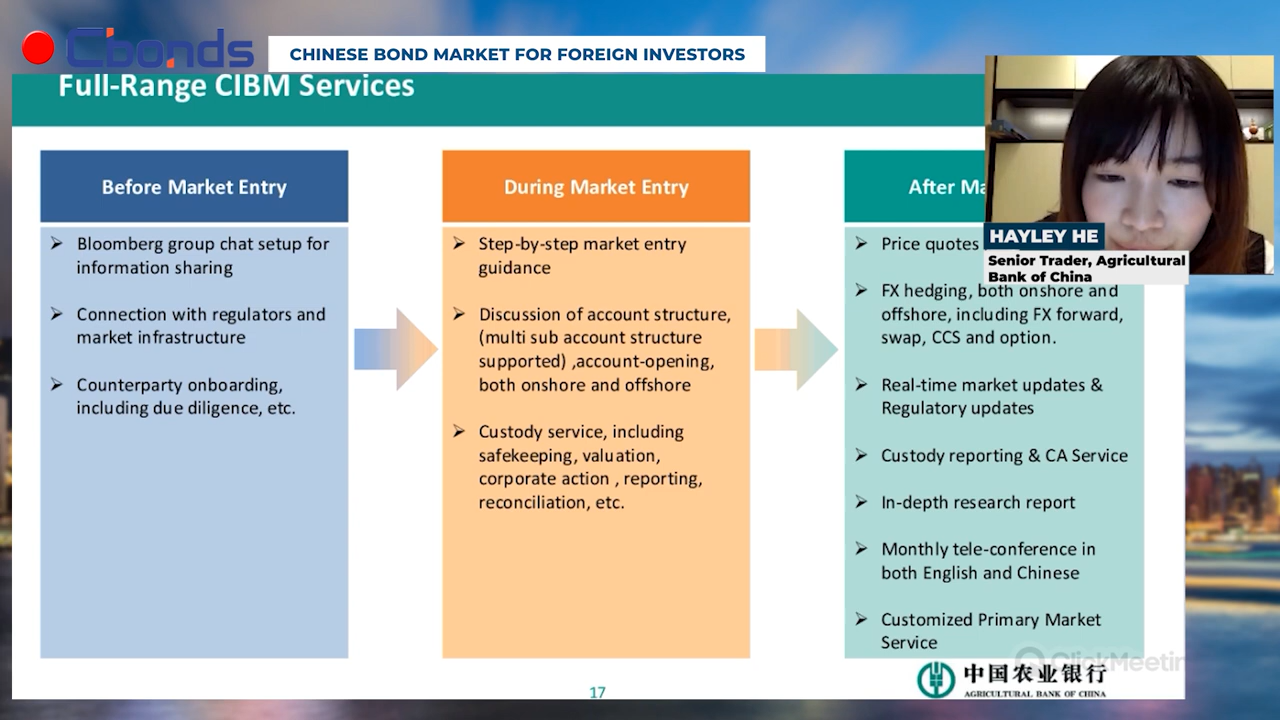 Cbonds
CHINESE BOND MARKET FOR FOREIGN INVESTORS
Full-Range CIBM Services
Before Market Entry
➢ Bloomberg group chat setup for
information sharing
➢ Connection with regulators and
market infrastructure
➢ Counterparty onboarding,
including due diligence, etc.
During Market Entry
➢ Step-by-step market entry
guidance
➢ Discussion of account structure,
(multi sub account structure
supported) ,account-opening,
both onshore and offshore
➢ Custody service, including
safekeeping, valuation,
corporate action , reporting,
reconciliation, etc.
After Ma
➢ Price quotes
➢ FX hedging, both onshore and
offshore, including FX forward,
swap, CCS and option.
➢ Real-time market updates &
Regulatory updates
➢ Custody reporting & CA Service
➢ In-depth research report
➢ Monthly tele-conference in
both English and Chinese
➢ Customized Primary Market
Service
HAYLEY HE
Senior Trader, Agricultural
Bank of China
17
中国农业银行
AGRICULTURAL BANK OF CHINA
ClickMeetin